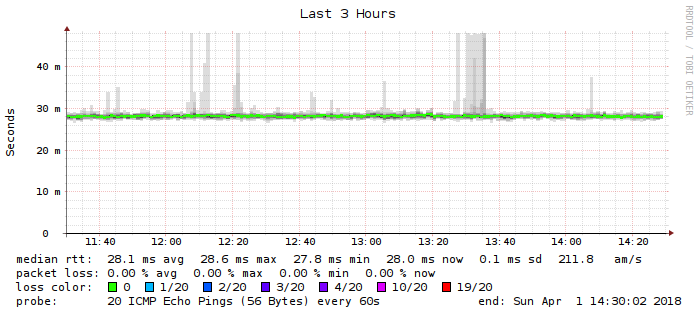 Last 3 Hours
RRDTOOL / TOBI OETIKER
Seconds
40 m
30 m
20 m
10 m
0
11:40 12:00 12:20 12:40 13:00 13:20 13:40 14:00 14:20
median rtt: 28.1 ms avg 28.6 ms max 27.8 ms min 28.0 ms now 0.1 ms sd 211.8 am/s
packet loss: 0.00 % avg 0.00 % max 0.00 % min 0.00 % now
loss color: 0 1/20 2/20 3/20 4/20 10/20 19/20
probe: 20 ICMP Echo Pings (56 Bytes) every 60s end: Sun Apr 1 14:30:02 2018